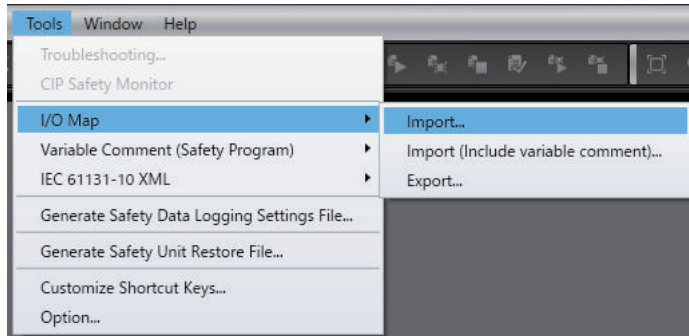 Tools Window Help
Troubleshooting...
CIP Safety Monitor
I/O Map
Import...
Variable Comment (Safety Program)
Import (Include variable comment)...
IEC 61131-10 XML
Export...
Generate Safety Data Logging Settings File...
Generate Safety Unit Restore File...
Customize Shortcut Keys...
Option...